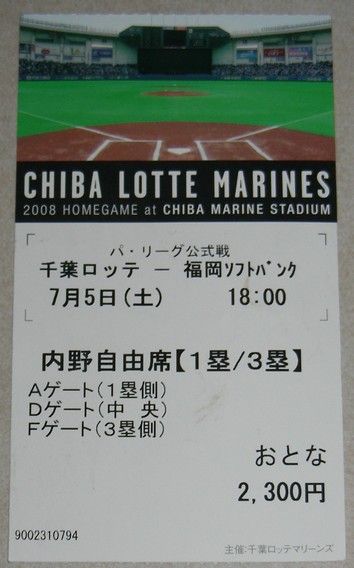 CHIBA LOTTE MARINES
2008 HOMEGAME at CHIBA MARINE STADIUM
パ・リーグ公式戦
千葉ロッテ － 福岡ｿﾌﾄﾊﾞﾝｸ
7月5日(土) 18:00
内野自由席【1塁/3塁】
Aゲート(1塁側)
Dゲート(中 央)
Fゲート(3塁側)
おとな
2,300円
9002310794
主催:千葉ロッテマリーンズ